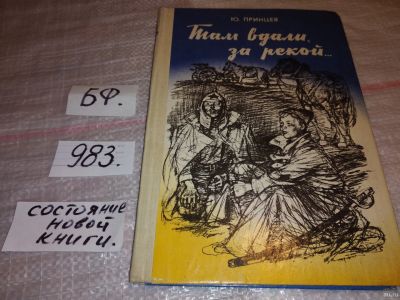 Ю. ПРИНЦЕВ
Там вдали,
за рекой...
БФ.
983.
состояние
новой
книги.